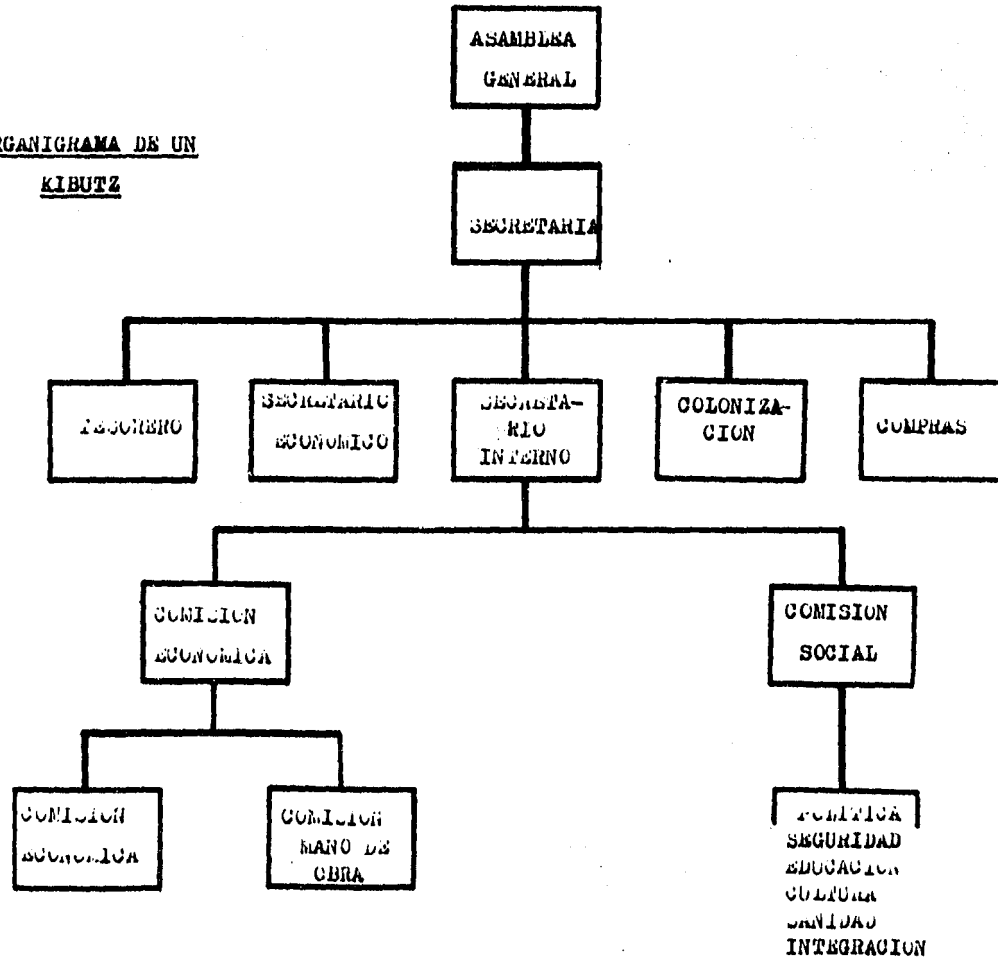 ASAMBLEA
GENERAL
RGANIGRAMA DE UN
KIBUTZ
SECRETARIA
TESORERO
SECRETARIO
ECONOMICO
SECRETA-
RIO
INTERNO
COLONIZA-
CION
COMPRAS
COMISION
ECONOMICA
COMISION
SOCIAL
COMISION
ECONOMICA
COMISION
MANO DE
OBRA
POLITICA
SEGURIDAD
EDUCACION
CULTURA
SANIDAD
INTEGRACION